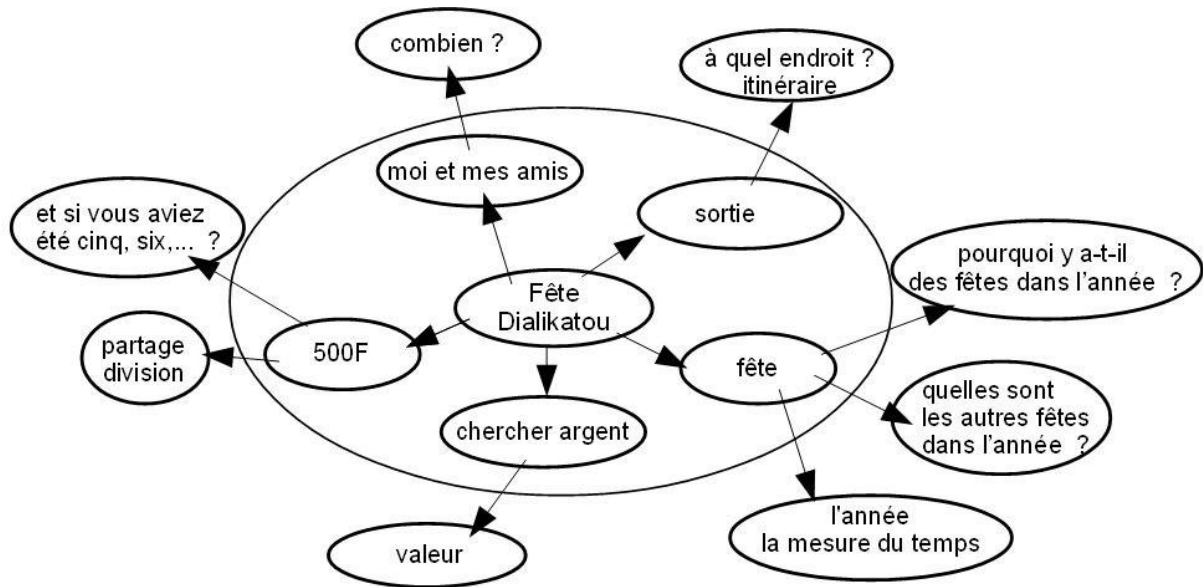 combien ?
à quel endroit ?
itinéraire
moi et mes amis
sortie
et si vous aviez
été cinq, six,... ?
pourquoi y a-t-il
des fêtes dans l'année ?
Fête
Dialikatou
500F
partage
division
fête
quelles sont
les autres fêtes
dans l'année ?
chercher argent
l'année
la mesure du temps
valeur